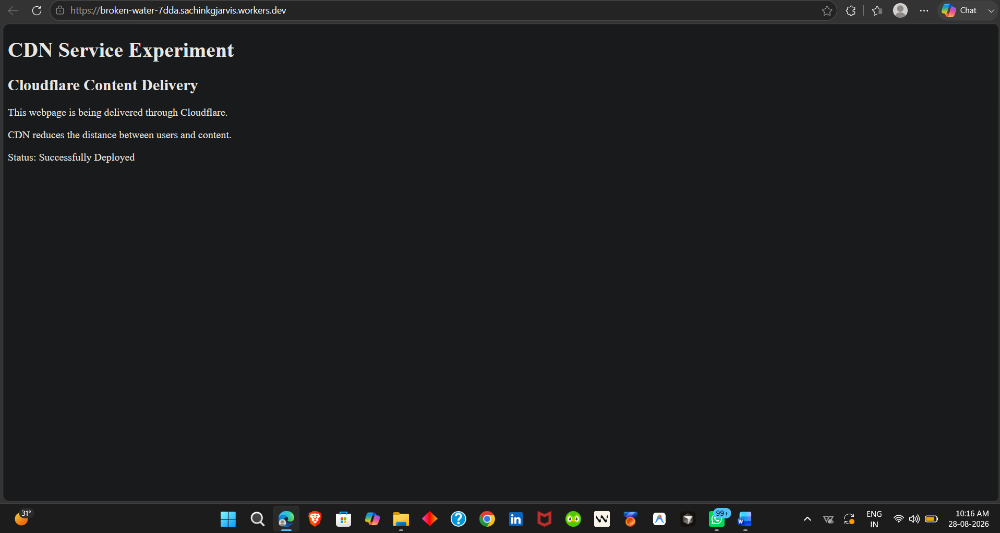 https://broken-water-7dda.sachinkgjarvis.workers.dev
Chat
CDN Service Experiment
Cloudflare Content Delivery
This webpage is being delivered through Cloudflare.
CDN reduces the distance between users and content.
Status: Successfully Deployed
31°
in
99+
W
ENG
IN
10:16 AM
28-08-2026